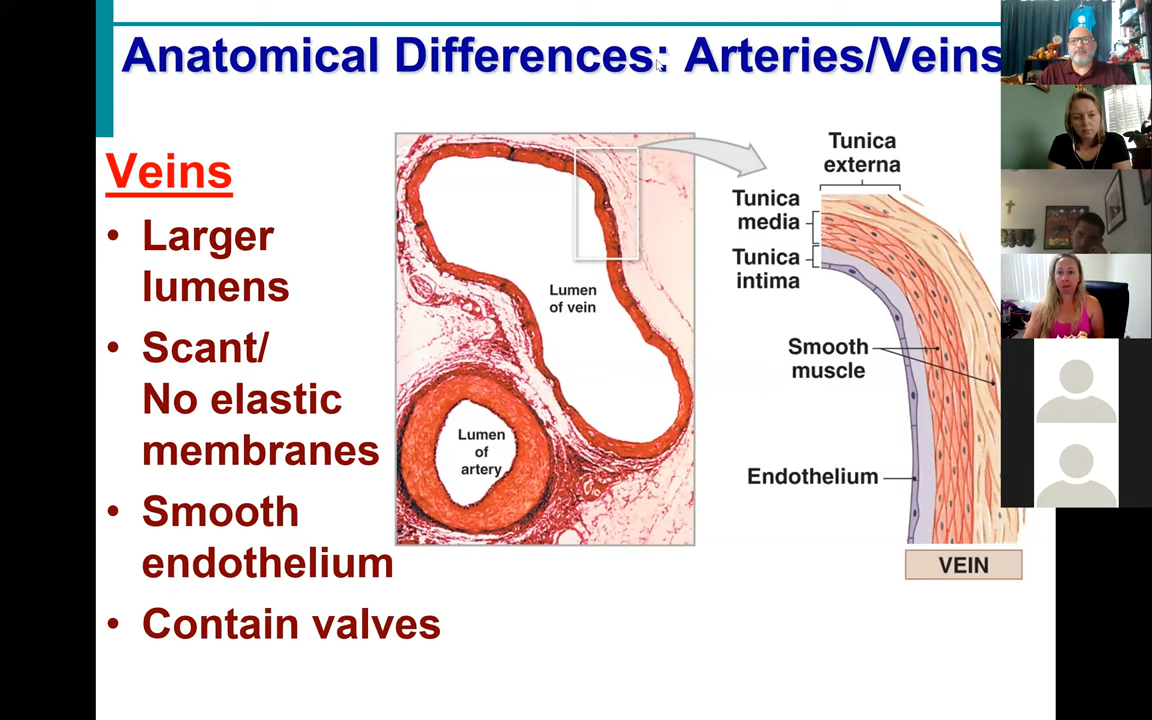 Anatomical Differences: Arteries/Veins
Veins
• Larger
lumens
• Scant/
No elastic
membranes
• Smooth
endothelium
• Contain valves
Lumen
of vein
Lumen
of
artery
Tunica
externa
Tunica
media
Tunica
intima
Smooth
muscle
Endothelium
VEIN